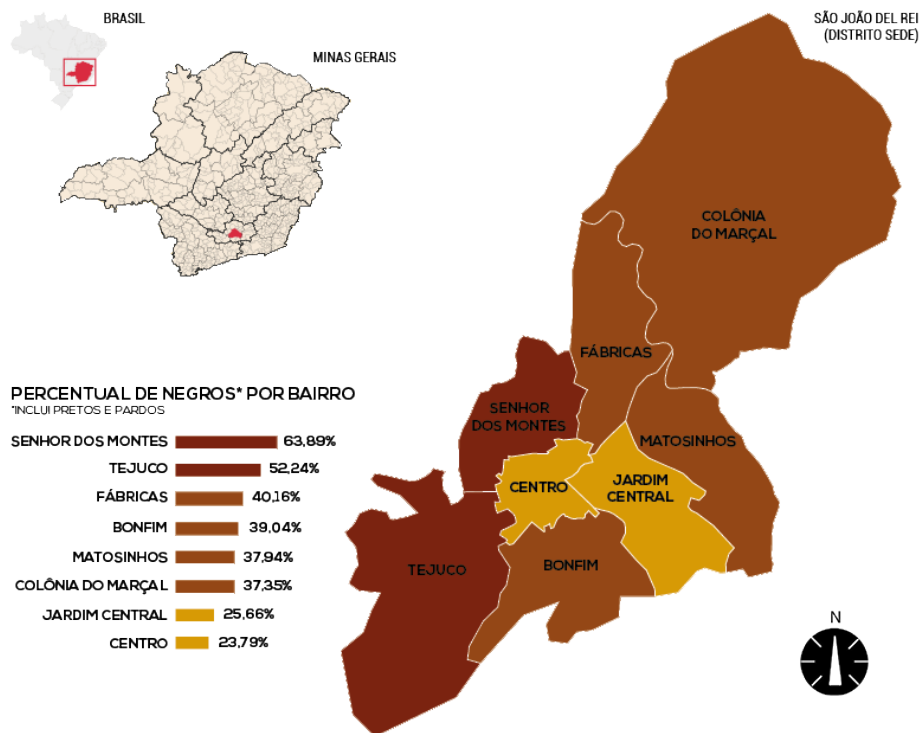 BRASIL
MINAS GERAIS
SÃO JOÃO DEL REI
(DISTRITO SEDE)
COLÔNIA
DO MARÇAL
FÁBRICAS
SENHOR
DOS MONTES
MATOSINHOS
CENTRO
JARDIM
CENTRAL
TEJUCO
BONFIM
PERCENTUAL DE NEGROS* POR BAIRRO
*INCLUI PRETOS E PARDOS
SENHOR DOS MONTES 63,89%
TEJUCO 52,24%
FÁBRICAS 40,16%
BONFIM 39,04%
MATOSINHOS 37,94%
COLÔNIA DO MARÇAL 37,35%
JARDIM CENTRAL 25,66%
CENTRO 23,79%
N